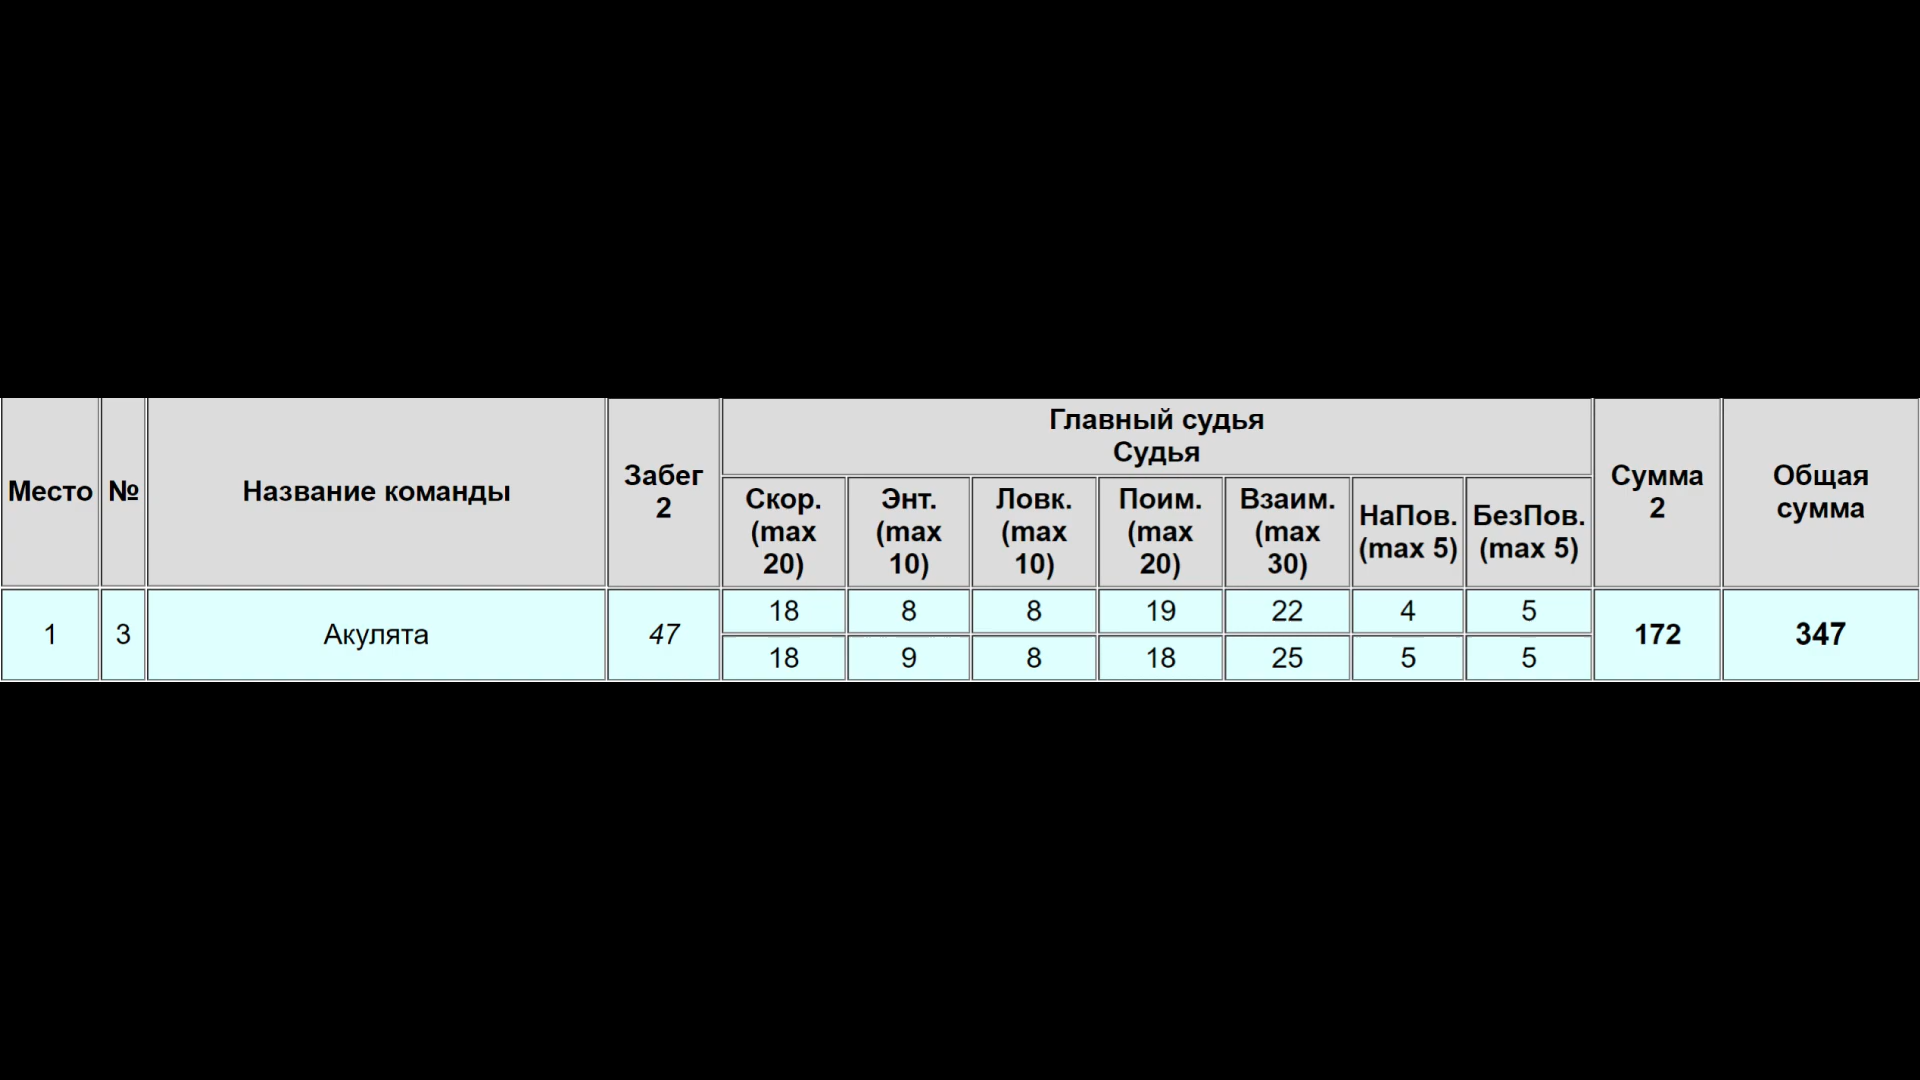 Место
№
Название команды
Забег
2
Главный судья
Судья
Скор.
(max
20)
Энт.
(max
10)
Ловк.
(max
10)
Поим.
(max
20)
Взаим.
(max
30)
НаПов.
(max 5)
БезПов.
(max 5)
Сумма
2
Общая
сумма
1
3
Акулята
47
18 8 8 19 22 4 5
18 9 8 18 25 5 5
172
347